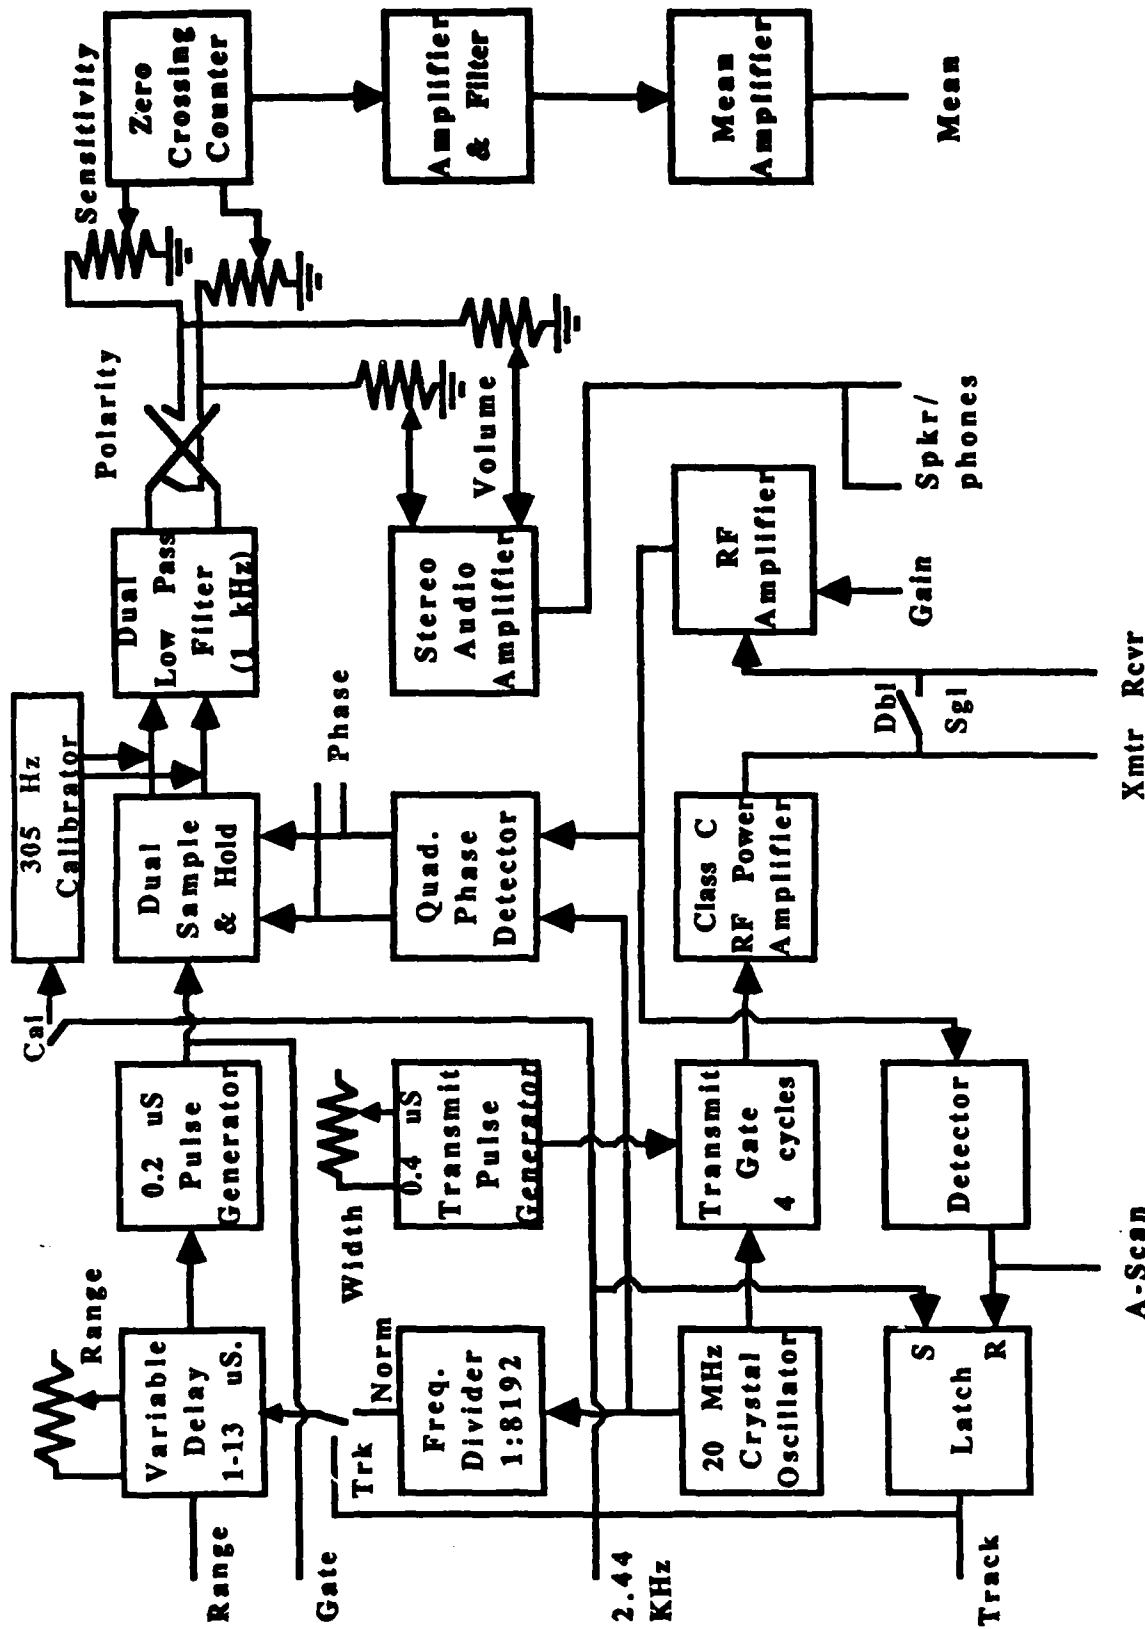 Cal
305 Hz
Calibrator
Range
Variable
Delay
1-13 uS.
0.2 uS
Pulse
Generator
Dual
Sample
& Hold
Dual
Low Pass
Filter
(1 kHz)
Polarity
Sensitivity
Zero
Crossing
Counter
Range
Gate
Trk
Norm
Width
Freq.
Divider
1:8192
0.4 uS
Transmit
Pulse
Generator
Phase
Quad.
Phase
Detector
Stereo
Audio
Amplifier
Volume
Amplifier
& Filter
2.44
KHz
20 MHz
Crystal
Oscillator
Transmit
Gate
4 cycles
Class C
RF Power
Amplifier
RF
Amplifier
Mean
Amplifier
Dbl
Sgl
Gain
Spkr/
phones
Mean
Track
Latch
S
R
Detector
A-Scan
Xmtr
Rcvr